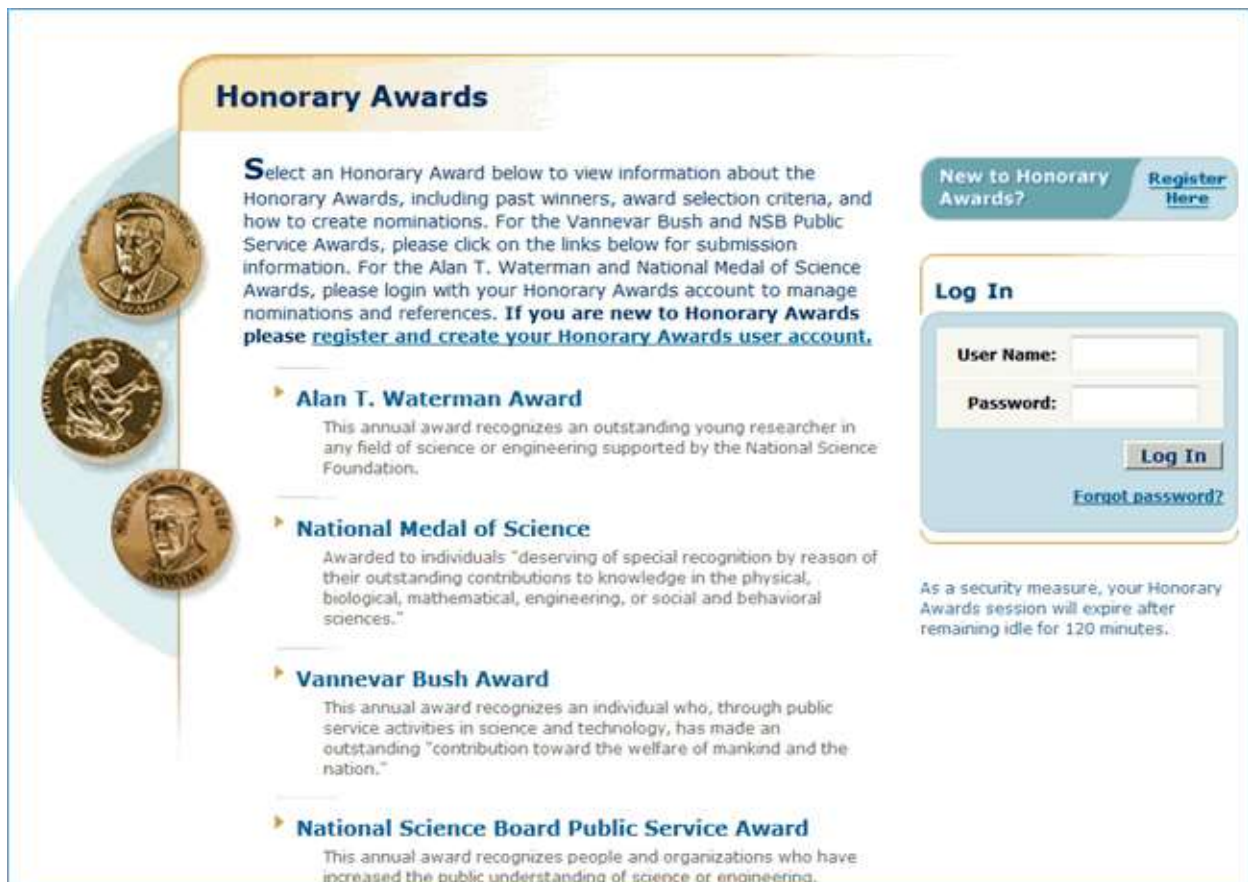 Honorary Awards
Select an Honorary Award below to view information about the
Honorary Awards, including past winners, award selection criteria, and
how to create nominations. For the Vannevar Bush and NSB Public
Service Awards, please click on the links below for submission
information. For the Alan T. Waterman and National Medal of Science
Awards, please login with your Honorary Awards account to manage
nominations and references. If you are new to Honorary Awards
please register and create your Honorary Awards user account.
Alan T. Waterman Award
This annual award recognizes an outstanding young researcher in
any field of science or engineering supported by the National Science
Foundation.
National Medal of Science
Awarded to individuals "deserving of special recognition by reason of
their outstanding contributions to knowledge in the physical,
biological, mathematical, engineering, or social and behavioral
sciences."
Vannevar Bush Award
This annual award recognizes an individual who, through public
service activities in science and technology, has made an
outstanding "contribution toward the welfare of mankind and the
nation."
National Science Board Public Service Award
This annual award recognizes people and organizations who have
increased the public understanding of science or engineering.
New to Honorary
Awards?
Register
Here
Log In
User Name:
Password:
Log In
Forgot password?
As a security measure, your Honorary
Awards session will expire after
remaining idle for 120 minutes.